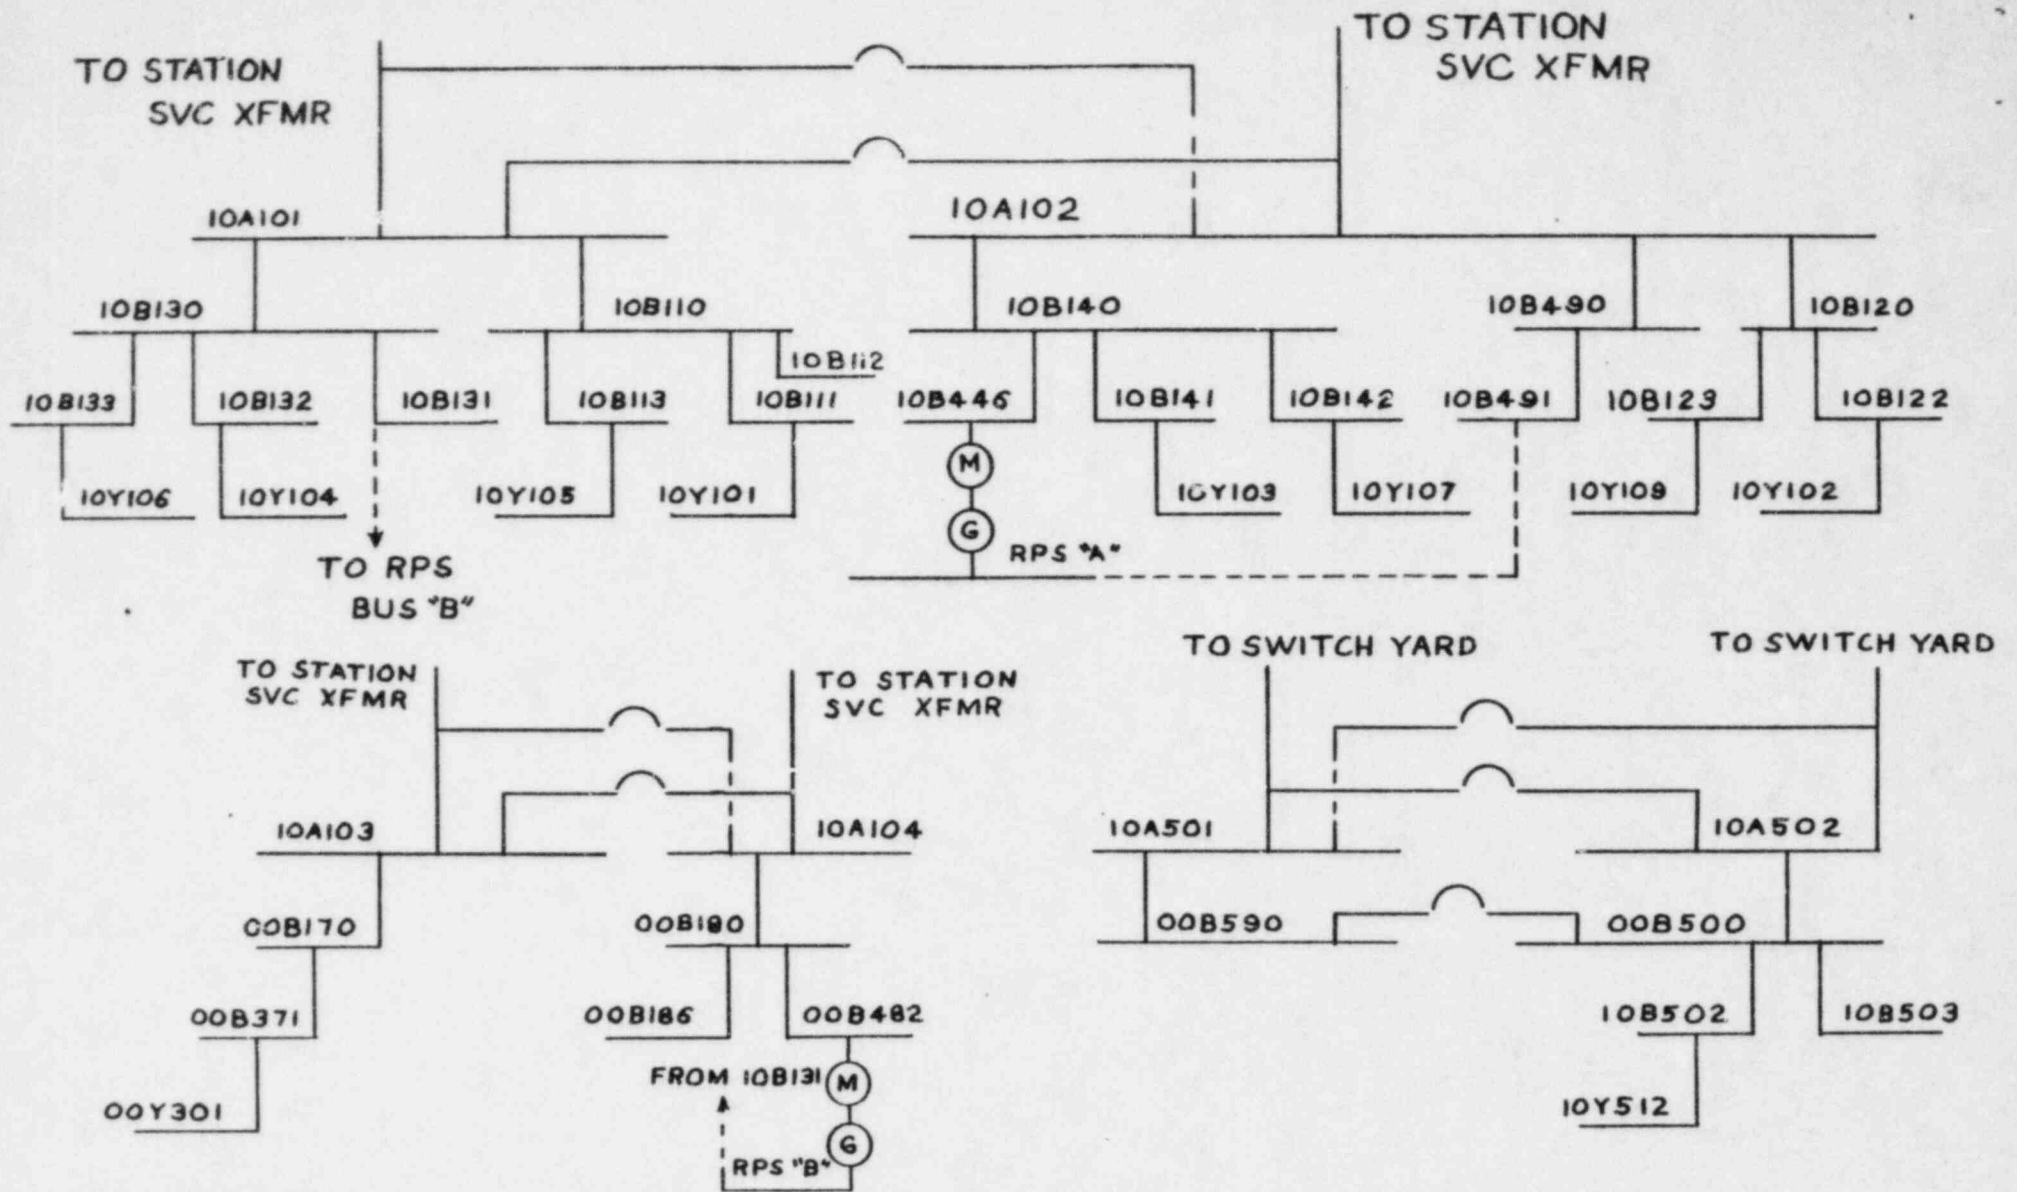 TO STATION
SVC XFMR
TO STATION
SVC XFMR
10A101
10A102
10B130
10B110
10B140
10B490
10B120
10B112
10B133
10B132
10B131
10B113
10B111
10B446
10B141
10B142
10B491
10B123
10B122
M
10Y106
10Y104
10Y105
10Y101
10Y103
10Y107
10Y109
10Y102
G
RPS "A"
TO RPS
BUS "B"
TO STATION
SVC XFMR
TO STATION
SVC XFMR
TO SWITCH YARD
TO SWITCH YARD
10A103
10A104
10A501
10A502
00B170
00B180
00B590
00B500
00B371
00B186
00B482
10B502
10B503
FROM 10B131
M
00Y301
10Y512
G
RPS "B"